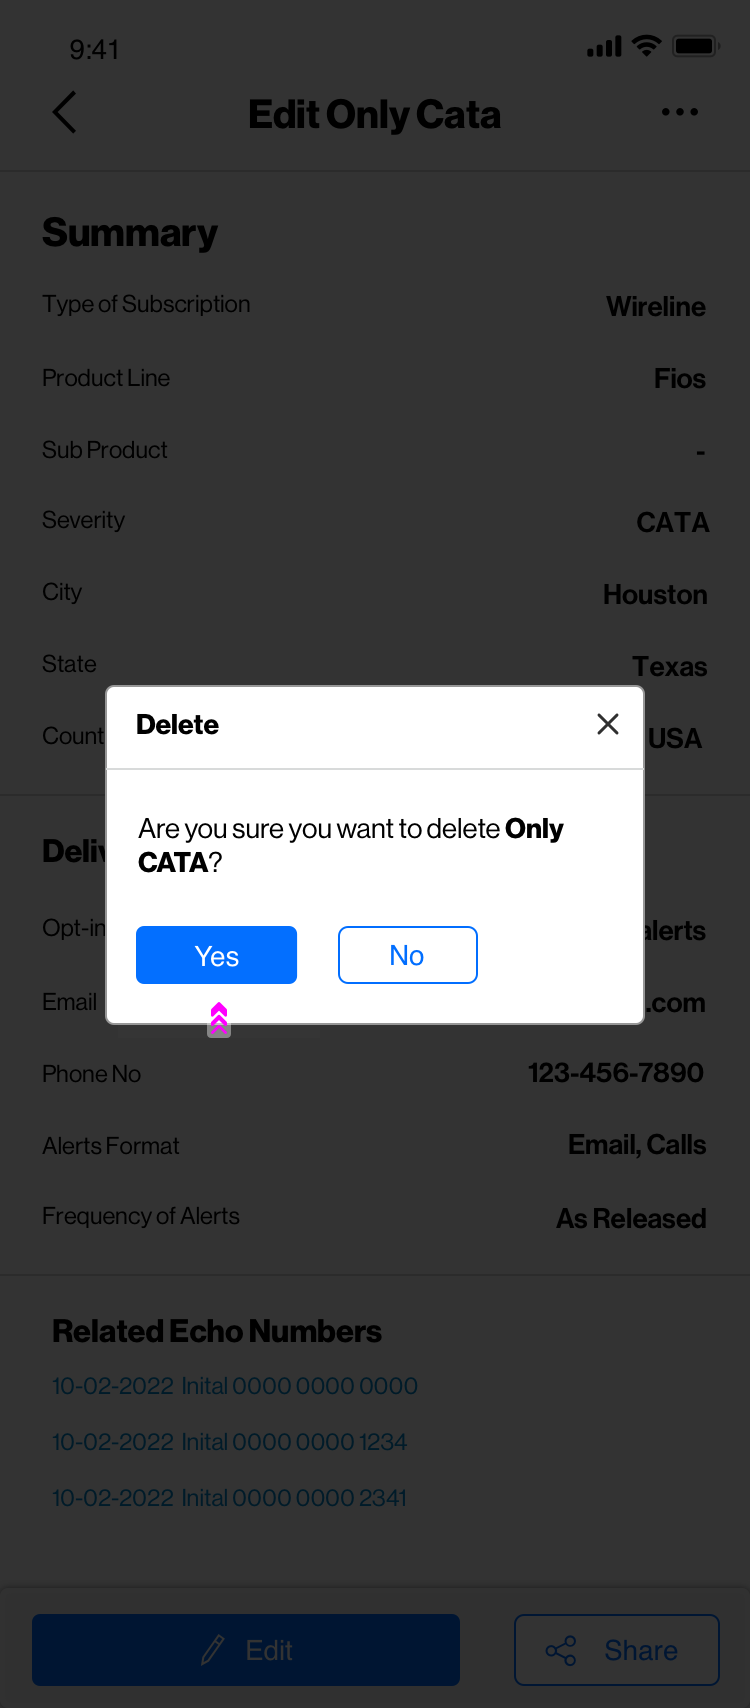 9:41
Edit Only Cata
Summary
Type of Subscription Wireline
Product Line Fios
Sub Product -
Severity CATA
City Houston
State Texas
Count USA
Delete
Are you sure you want to delete Only
CATA?
Yes No
Deliv
Opt-in alerts
Email .com
Phone No 123-456-7890
Alerts Format Email, Calls
Frequency of Alerts As Released
Related Echo Numbers
10-02-2022 Inital 0000 0000 0000
10-02-2022 Inital 0000 0000 1234
10-02-2022 Inital 0000 0000 2341
Edit Share